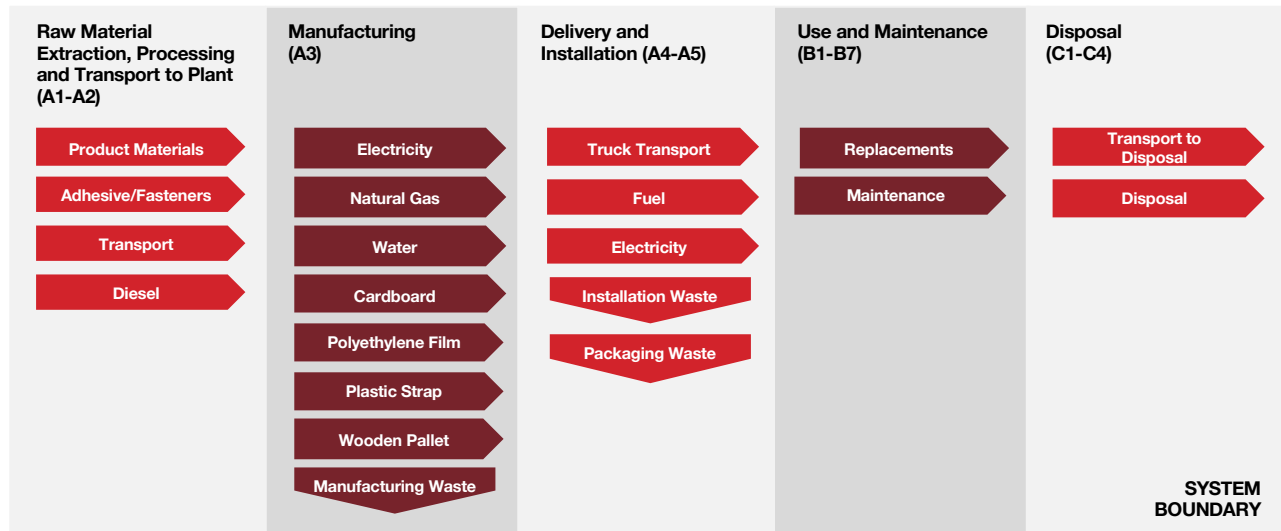 Raw Material
Extraction, Processing
and Transport to Plant
(A1-A2)
Product Materials
Adhesive/Fasteners
Transport
Diesel
Manufacturing
(A3)
Electricity
Natural Gas
Water
Cardboard
Polyethylene Film
Plastic Strap
Wooden Pallet
Manufacturing Waste
Delivery and
Installation (A4-A5)
Truck Transport
Fuel
Electricity
Installation Waste
Packaging Waste
Use and Maintenance
(B1-B7)
Replacements
Maintenance
Disposal
(C1-C4)
Transport to
Disposal
Disposal
SYSTEM
BOUNDARY